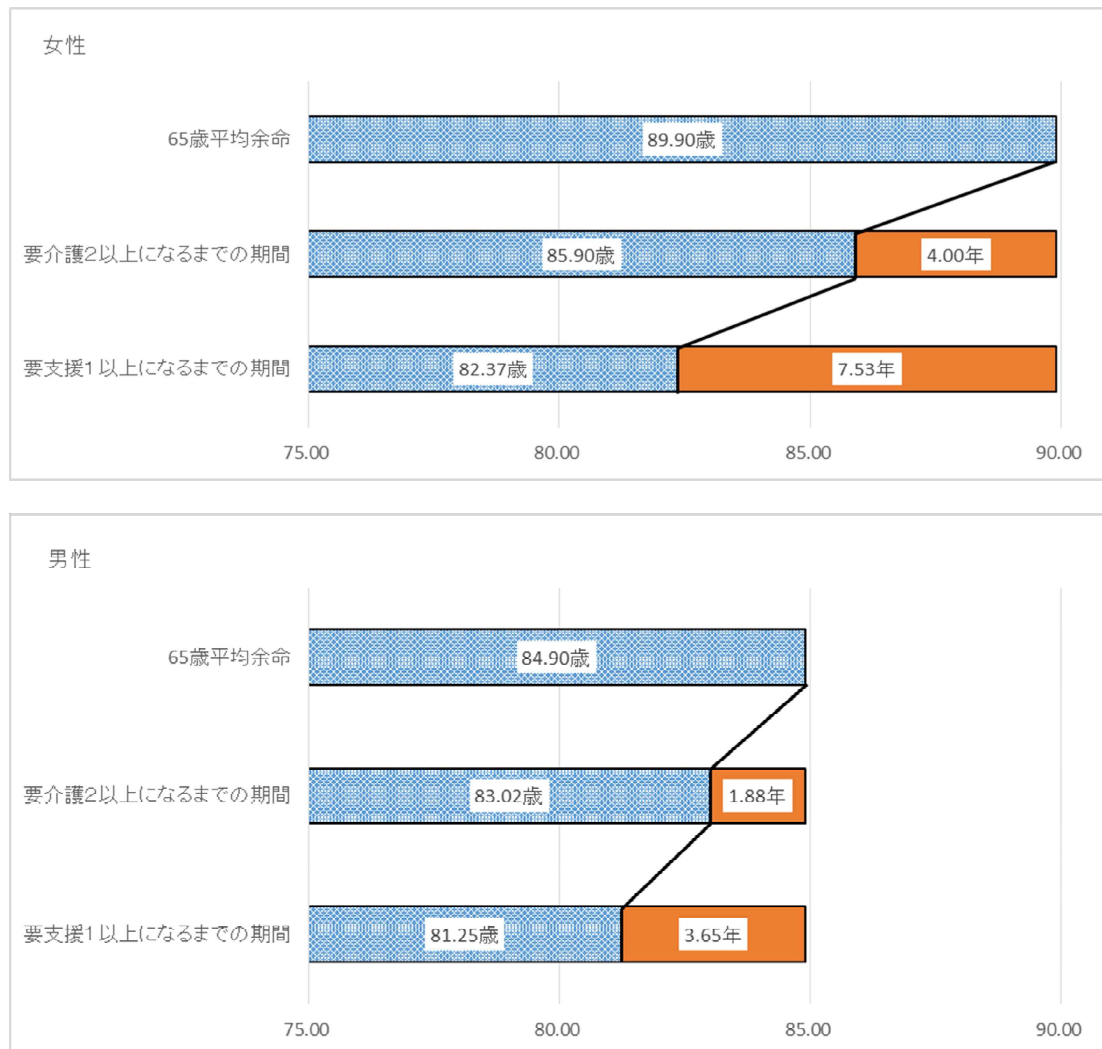 女性
65歳平均余命
89.90歳
要介護2以上になるまでの期間
85.90歳
4.00年
要支援1以上になるまでの期間
82.37歳
7.53年
75.00 80.00 85.00 90.00
男性
65歳平均余命
84.90歳
要介護2以上になるまでの期間
83.02歳
1.88年
要支援1以上になるまでの期間
81.25歳
3.65年
75.00 80.00 85.00 90.00